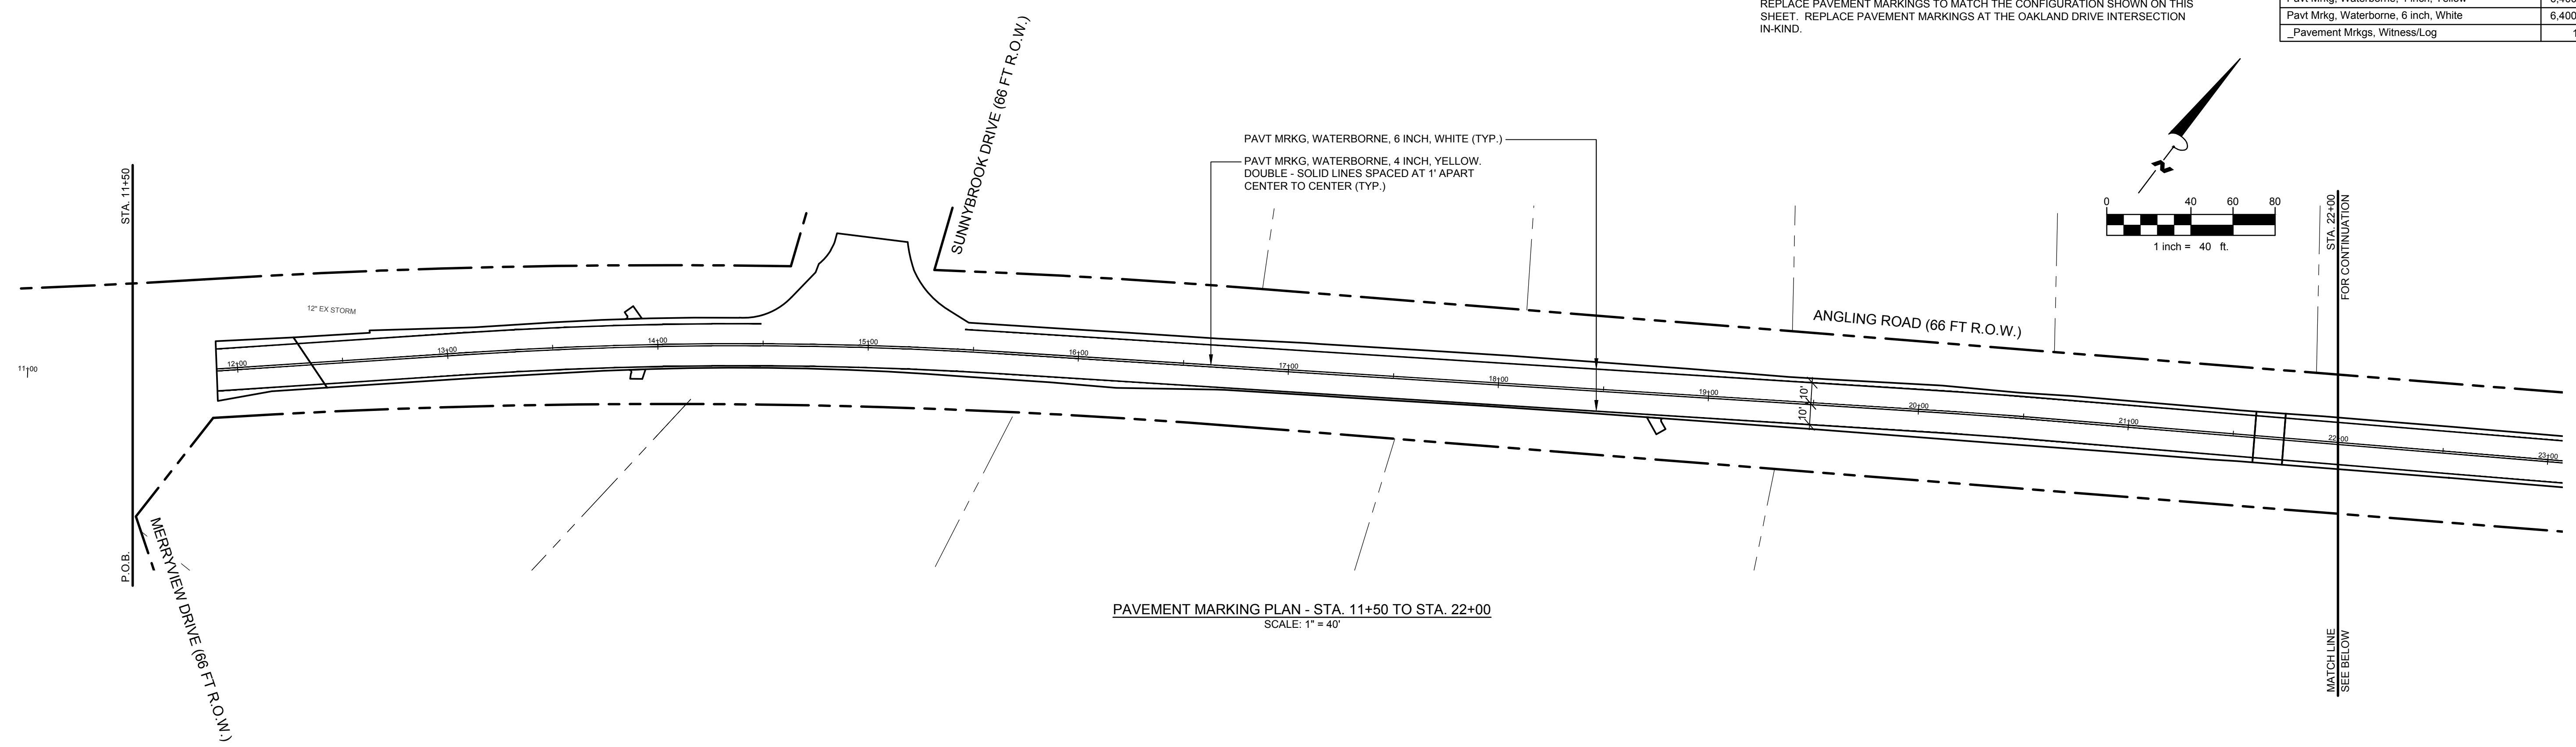 REPLACE PAVEMENT MARKINGS TO MATCH THE CONFIGURATION SHOWN ON THIS
SHEET. REPLACE PAVEMENT MARKINGS AT THE OAKLAND DRIVE INTERSECTION
IN-KIND.
Pavt Mrkg, Waterborne, 6 inch, White 6,400
_Pavement Mrkgs, Witness/Log 1
SUNNYBROOK DRIVE (66 FT R.O.W.)
PAVT MRKG, WATERBORNE, 6 INCH, WHITE (TYP.)
PAVT MRKG, WATERBORNE, 4 INCH, YELLOW.
DOUBLE - SOLID LINES SPACED AT 1' APART
CENTER TO CENTER (TYP.)
Z
0 40 60 80
1 inch = 40 ft.
STA. 11+50
STA. 22+00
FOR CONTINUATION
12" EX STORM
ANGLING ROAD (66 FT R.O.W.)
11+00
12+00
13+00
14+00
15+00
16+00
17+00
18+00
19+00
20+00
21+00
22+00
23+00
10'
10'
P.O.B.
MERRYVIEW DRIVE (66 FT R.O.W.)
PAVEMENT MARKING PLAN - STA. 11+50 TO STA. 22+00
SCALE: 1" = 40'
MATCH LINE
SEE BELOW